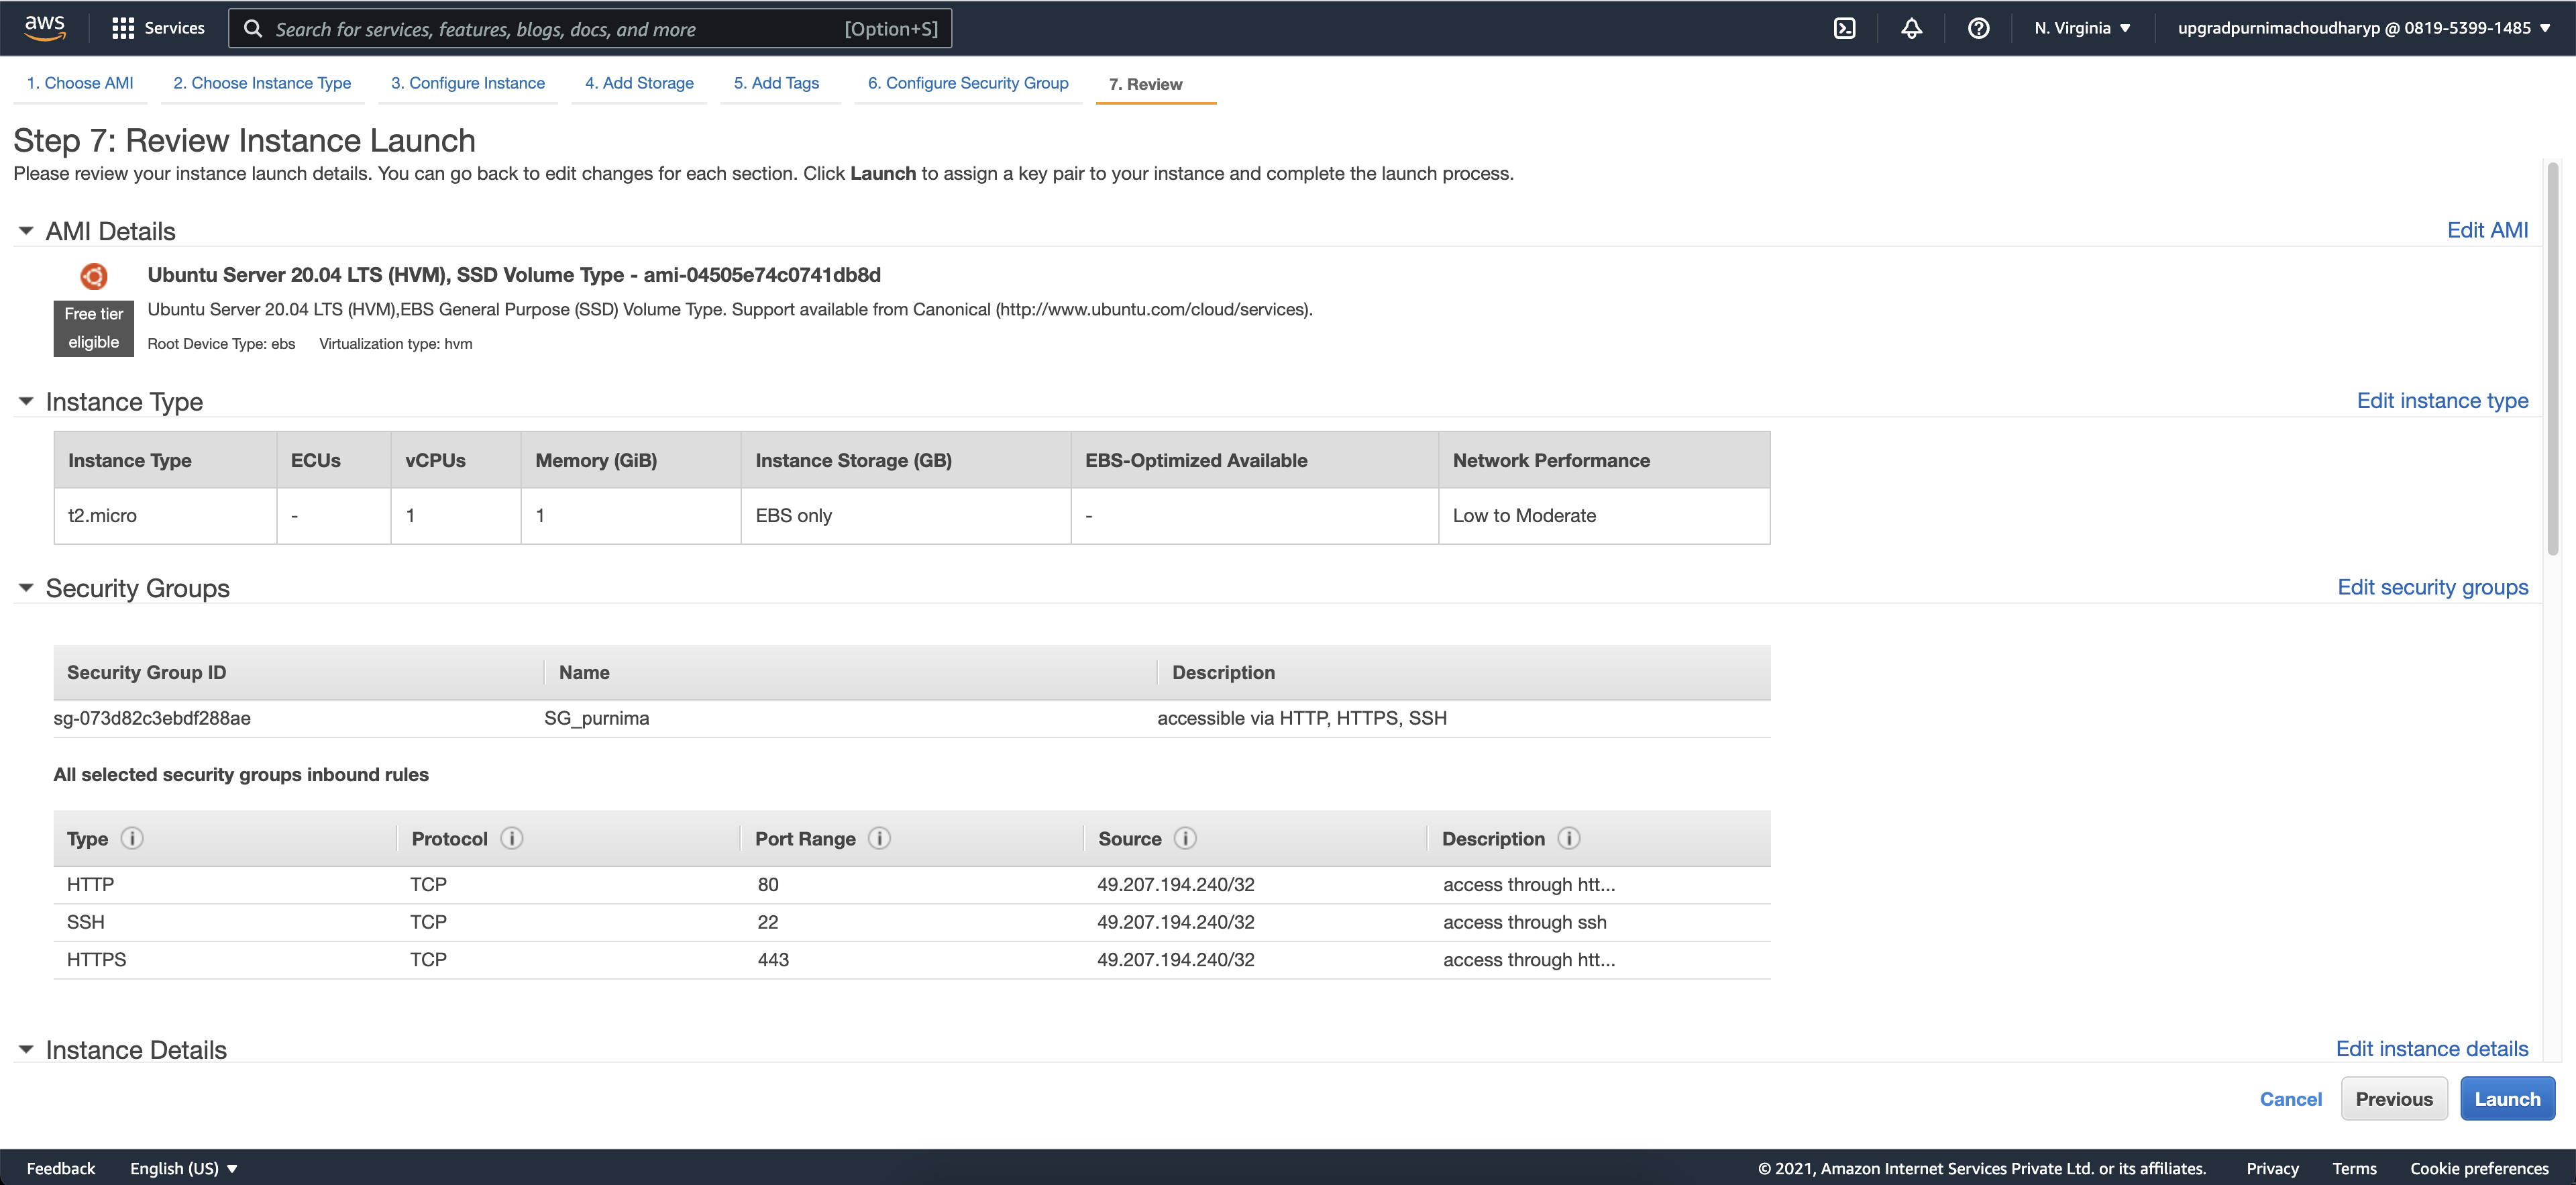 aws
Services
Search for services, features, blogs, docs, and more
[Option+S]
N. Virginia
upgradpurnimachoudharyp @ 0819-5399-1485
1. Choose AMI 2. Choose Instance Type 3. Configure Instance 4. Add Storage 5. Add Tags 6. Configure Security Group 7. Review
Step 7: Review Instance Launch
Please review your instance launch details. You can go back to edit changes for each section. Click Launch to assign a key pair to your instance and complete the launch process.
AMI Details Edit AMI
Ubuntu Server 20.04 LTS (HVM), SSD Volume Type - ami-04505e74c0741db8d
Free tier eligible
Ubuntu Server 20.04 LTS (HVM),EBS General Purpose (SSD) Volume Type. Support available from Canonical (http://www.ubuntu.com/cloud/services).
Root Device Type: ebs Virtualization type: hvm
Instance Type Edit instance type
Instance Type ECUs vCPUs Memory (GiB) Instance Storage (GB) EBS-Optimized Available Network Performance
t2.micro - 1 1 EBS only - Low to Moderate
Security Groups Edit security groups
Security Group ID Name Description
sg-073d82c3ebdf288ae SG_purnima accessible via HTTP, HTTPS, SSH
All selected security groups inbound rules
Type Protocol Port Range Source Description
HTTP TCP 80 49.207.194.240/32 access through htt...
SSH TCP 22 49.207.194.240/32 access through ssh
HTTPS TCP 443 49.207.194.240/32 access through htt...
Instance Details Edit instance details
Cancel Previous Launch
Feedback English (US) © 2021, Amazon Internet Services Private Ltd. or its affiliates. Privacy Terms Cookie preferences